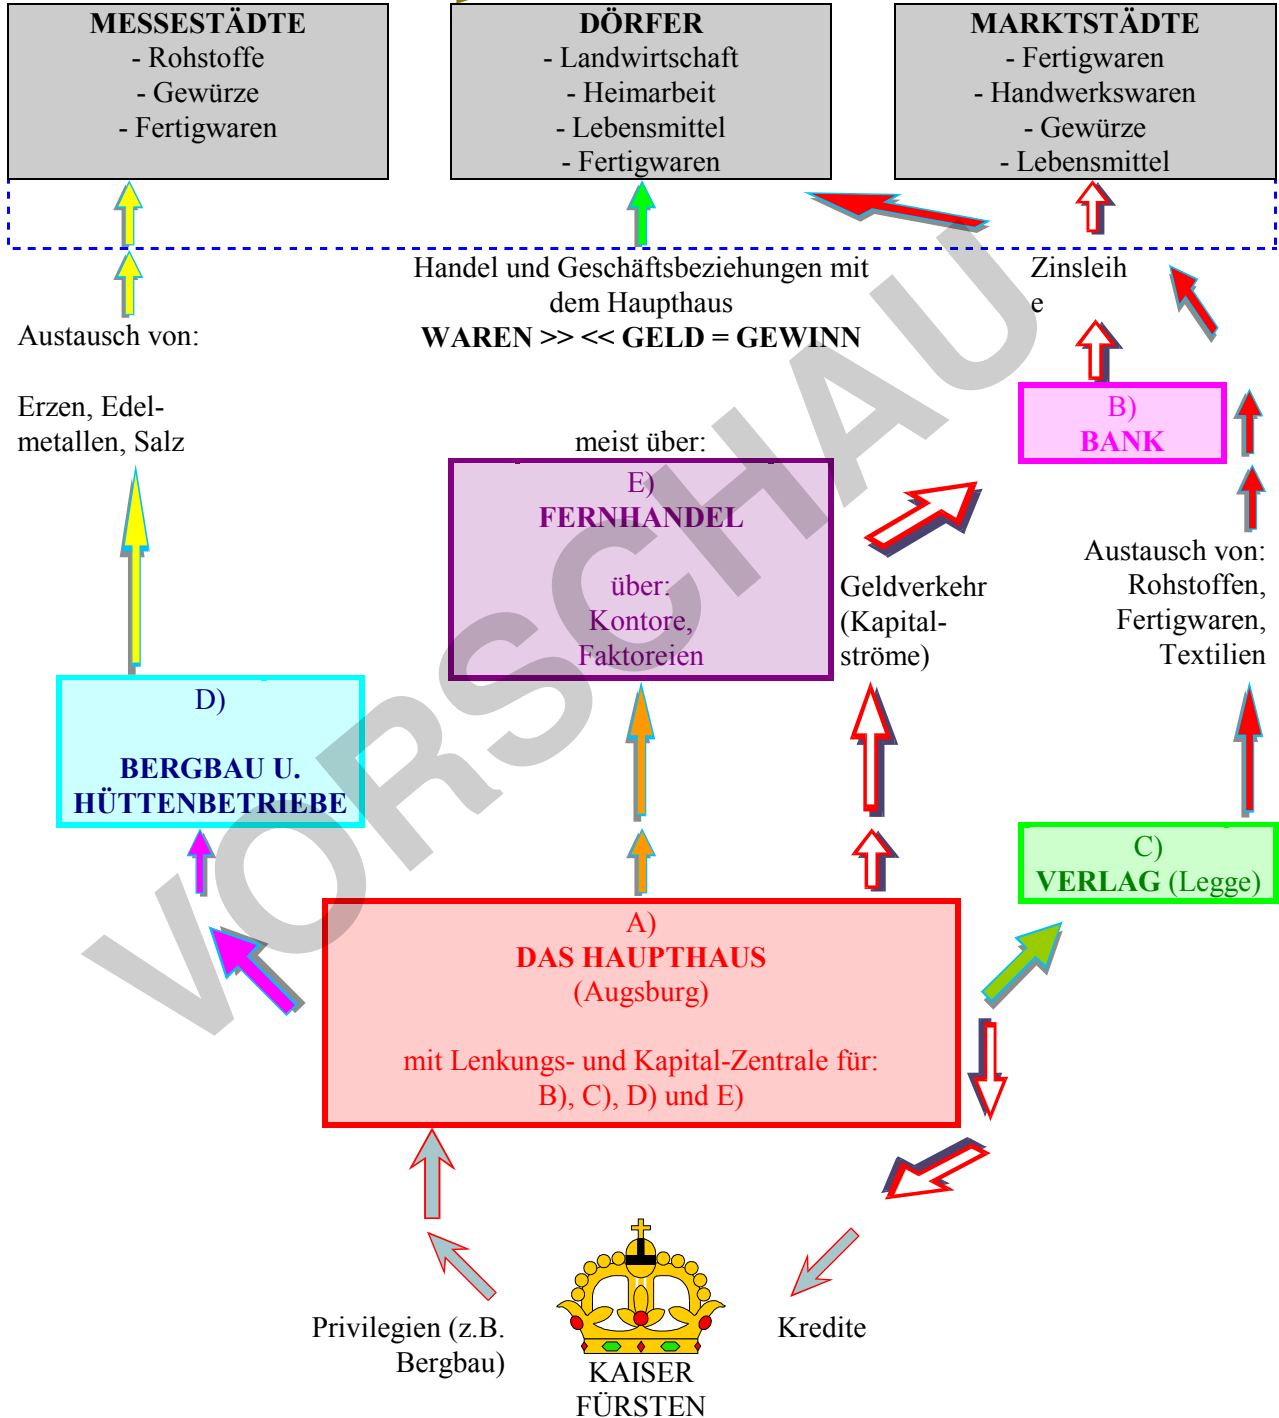 MESSESTÄDTE
- Rohstoffe
- Gewürze
- Fertigwaren
DÖRFER
- Landwirtschaft
- Heimarbeit
- Lebensmittel
- Fertigwaren
MARKTSTÄDTE
- Fertigwaren
- Handwerkswaren
- Gewürze
- Lebensmittel
Handel und Geschäftsbeziehungen mit
dem Haupthaus
WAREN >> << GELD = GEWINN
Zinsleih
e
Austausch von:
Erzen, Edel-
metallen, Salz
meist über:
B)
BANK
E)
FERNHANDEL
über:
Kontore,
Faktoreien
Geldverkehr
(Kapital-
ströme)
Austausch von:
Rohstoffen,
Fertigwaren,
Textilien
D)
BERGBAU U.
HÜTTENBETRIEBE
C)
VERLAG (Legge)
A)
DAS HAUPTHAUS
(Augsburg)
mit Lenkungs- und Kapital-Zentrale für:
B), C), D) und E)
Privilegien (z.B.
Bergbau)
Kredite
KAISER
FÜRSTEN
VORSCHAU